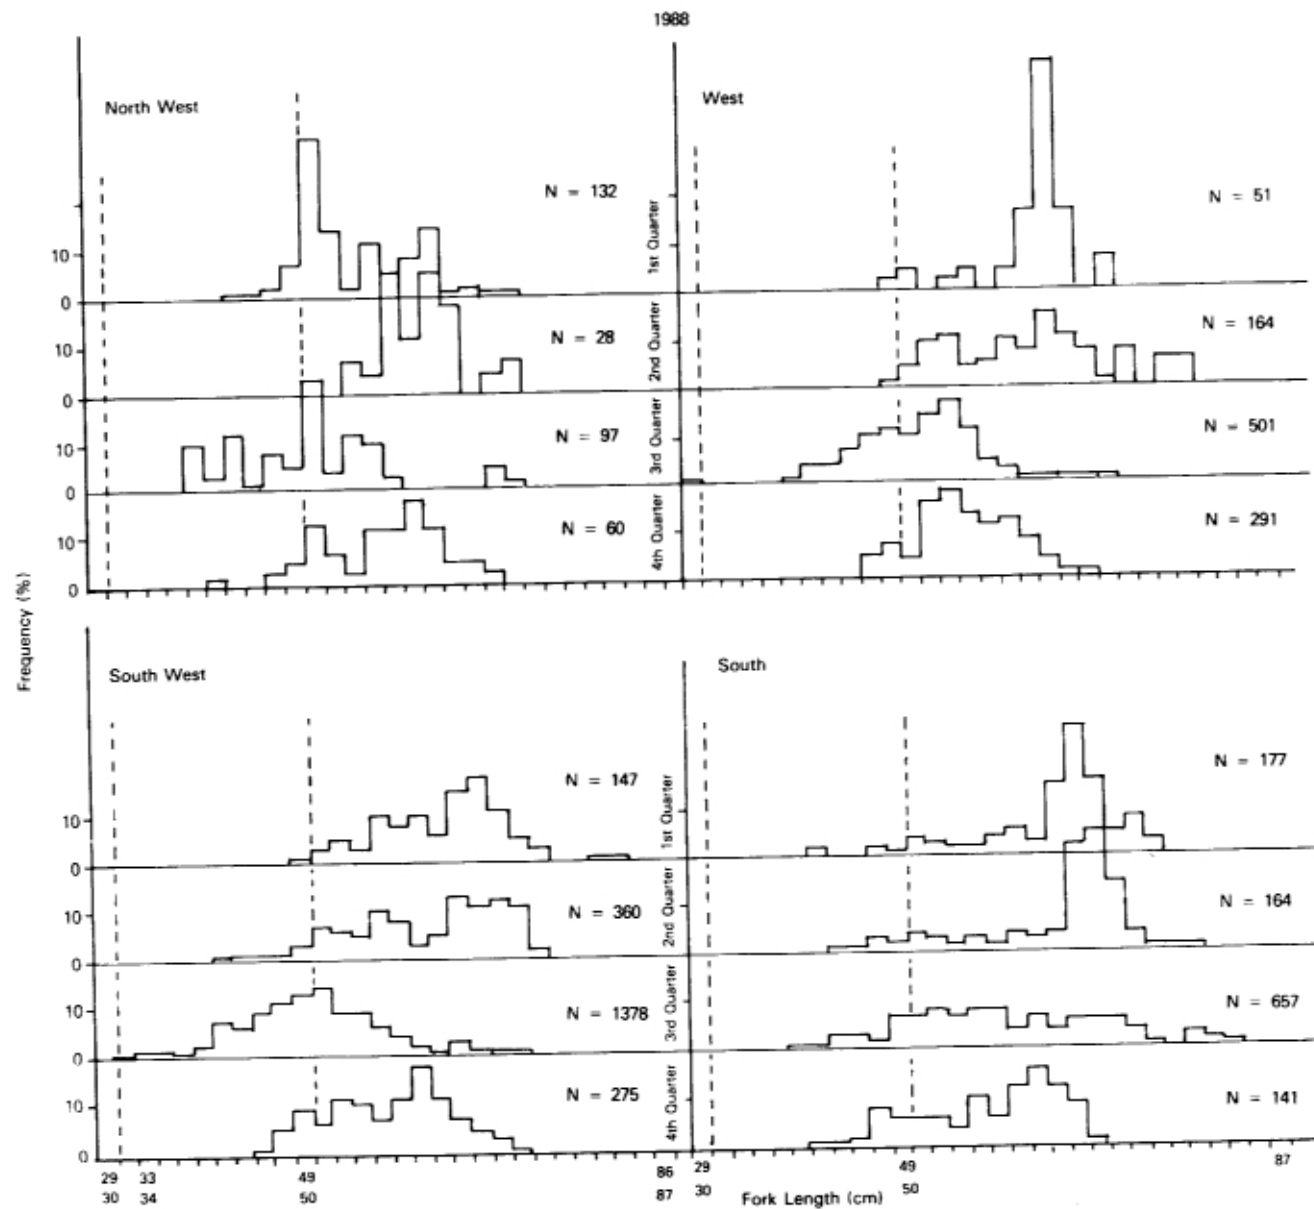 1988
North West
West
N = 132
N = 51
10
0
1st Quarter
N = 28
N = 164
10
0
2nd Quarter
N = 97
N = 501
10
0
3rd Quarter
N = 60
N = 291
10
0
4th Quarter
Frequency (%)
South West
South
N = 147
N = 177
10
0
1st Quarter
N = 360
N = 164
10
0
2nd Quarter
N = 1378
N = 657
10
0
3rd Quarter
N = 275
N = 141
10
0
4th Quarter
29 33 49 86 29 49 87
30 34 50 87 30 50
Fork Length (cm)